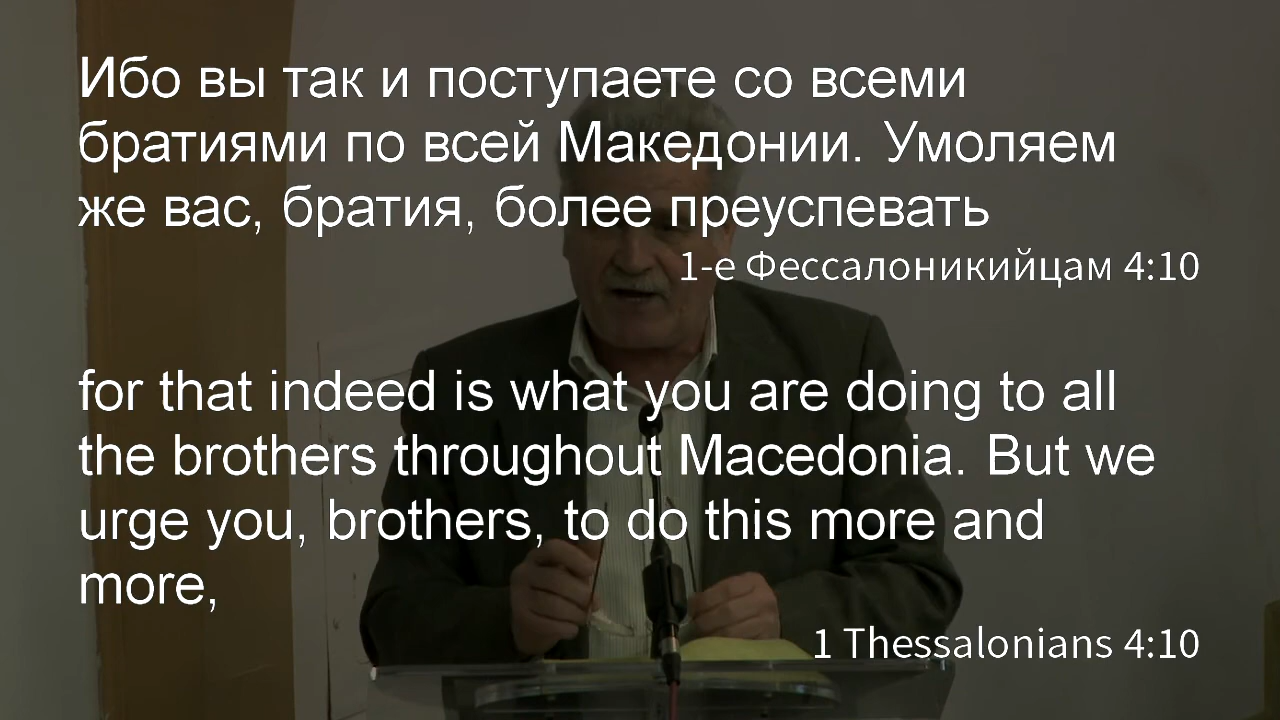 Ибо вы так и поступаете со всеми
братиями по всей Македонии. Умоляем
же вас, братия, более преуспевать
1-е Фессалоникийцам 4:10
for that indeed is what you are doing to all
the brothers throughout Macedonia. But we
urge you, brothers, to do this more and
more,
1 Thessalonians 4:10